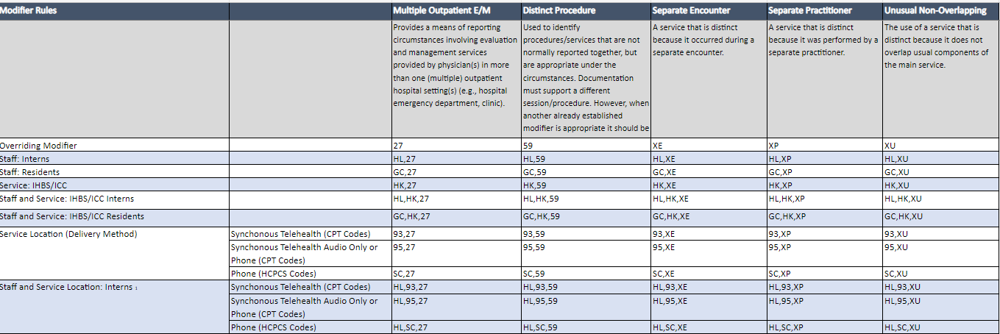 Modifier Rules Multiple Outpatient E/M Distinct Procedure Separate Encounter Separate Practitioner Unusual Non-Overlapping
Provides a means of reporting
circumstances involving evaluation
and management services
provided by physician(s) in more
than one (multiple) outpatient
hospital setting(s) (e.g., hospital
emergency department, clinic).
Used to identify
procedures/services that are not
normally reported together, but
are appropriate under the
circumstances. Documentation
must support a different
session/procedure. However, when
another already established
modifier is appropriate it should be
A service that is distinct
because it occurred during a
separate encounter.
A service that is distinct
because it was performed by a
separate practitioner.
The use of a service that is
distinct because it does not
overlap usual components of
the main service.
Overriding Modifier 27 59 XE XP XU
Staff: Interns HL,27 HL,59 HL,XE HL,XP HL,XU
Staff: Residents GC,27 GC,59 GC,XE GC,XP GC,XU
Service: IHBS/ICC HK,27 HK,59 HK,XE HK,XP HK,XU
Staff and Service: IHBS/ICC Interns HL,HK,27 HL,HK,59 HL,HK,XE HL,HK,XP HL,HK,XU
Staff and Service: IHBS/ICC Residents GC,HK,27 GC,HK,59 GC,HK,XE GC,HK,XP GC,HK,XU
Service Location (Delivery Method) Synchonous Telehealth (CPT Codes) 93,27 93,59 93,XE 93,XP 93,XU
Synchonous Telehealth Audio Only or 95,27 95,59 95,XE 95,XP 95,XU
Phone (CPT Codes)
Phone (HCPCS Codes) SC,27 SC,59 SC,XE SC,XP SC,XU
Staff and Service Location: Interns 1 Synchonous Telehealth (CPT Codes) HL,93,27 HL,93,59 HL,93,XE HL,93,XP HL,93,XU
Synchonous Telehealth Audio Only or HL,95,27 HL,95,59 HL,95,XE HL,95,XP HL,95,XU
Phone (CPT Codes)
Phone (HCPCS Codes) HL,SC,27 HL,SC,59 HL,SC,XE HL,SC,XP HL,SC,XU